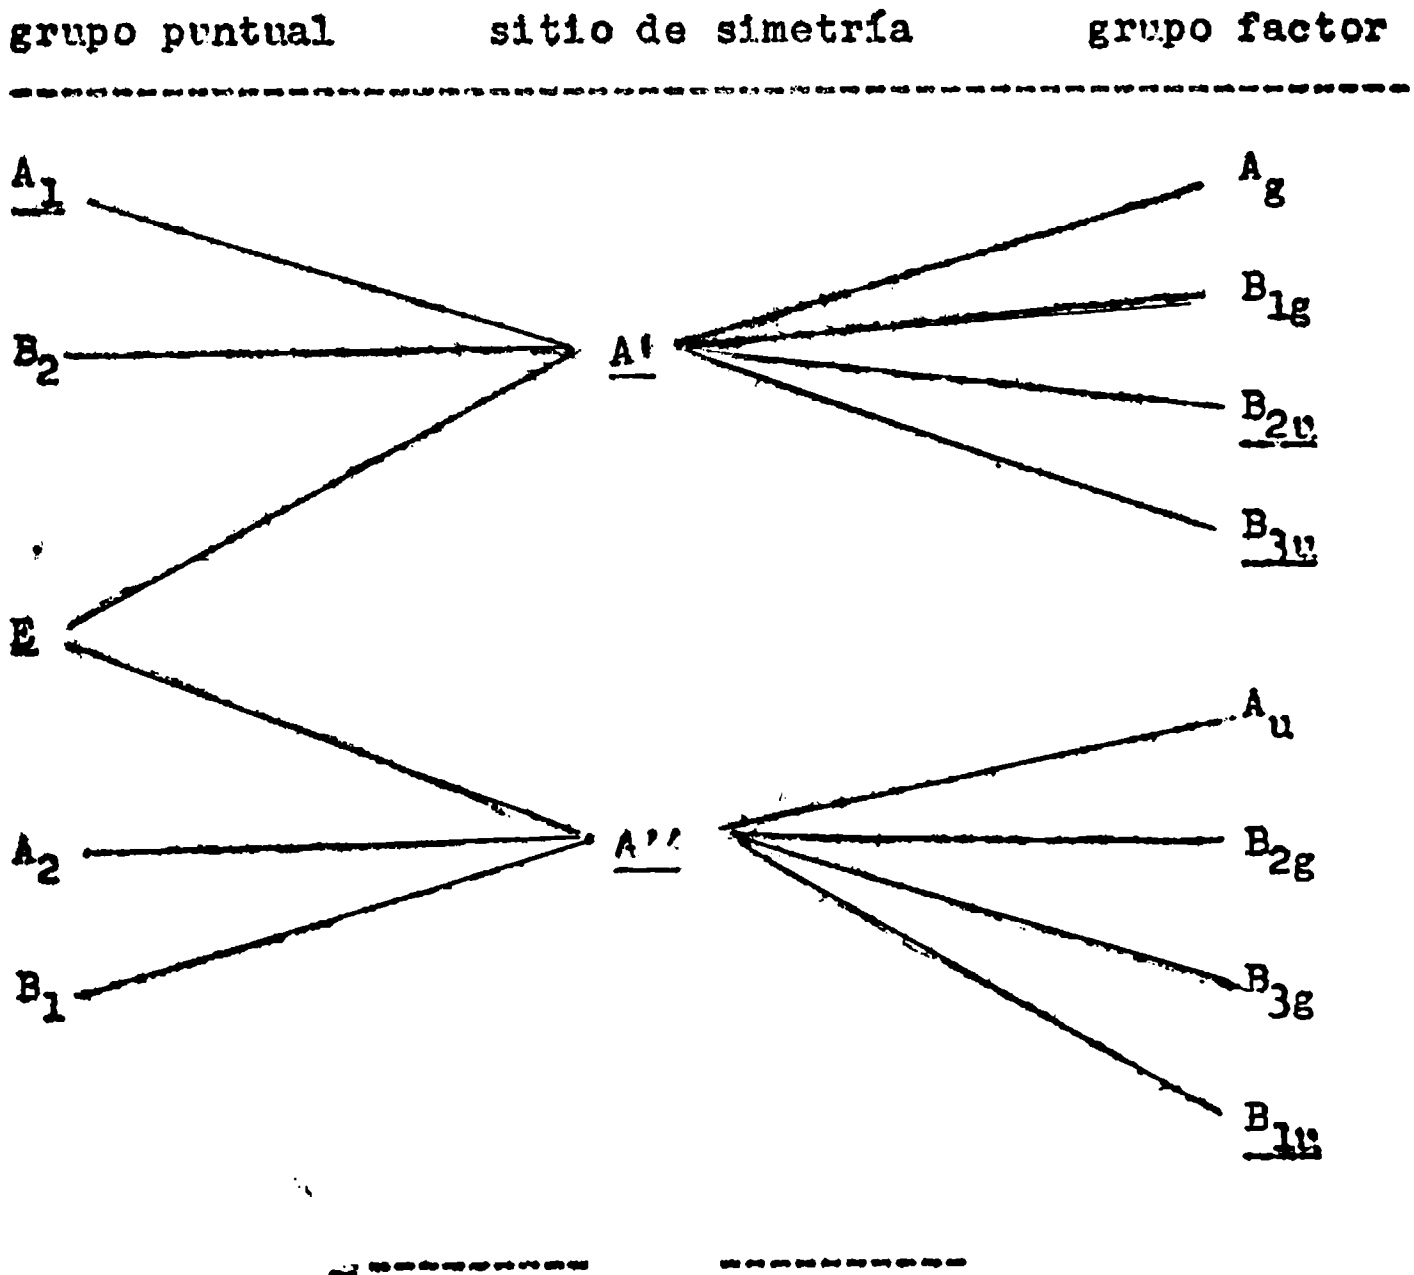 grupo puntual sitio de simetría grupo factor
A1 Ag
B1g
B2 A' B2u
B3u
E
Au
A2 A'' B2g
B1 B3g
B1u